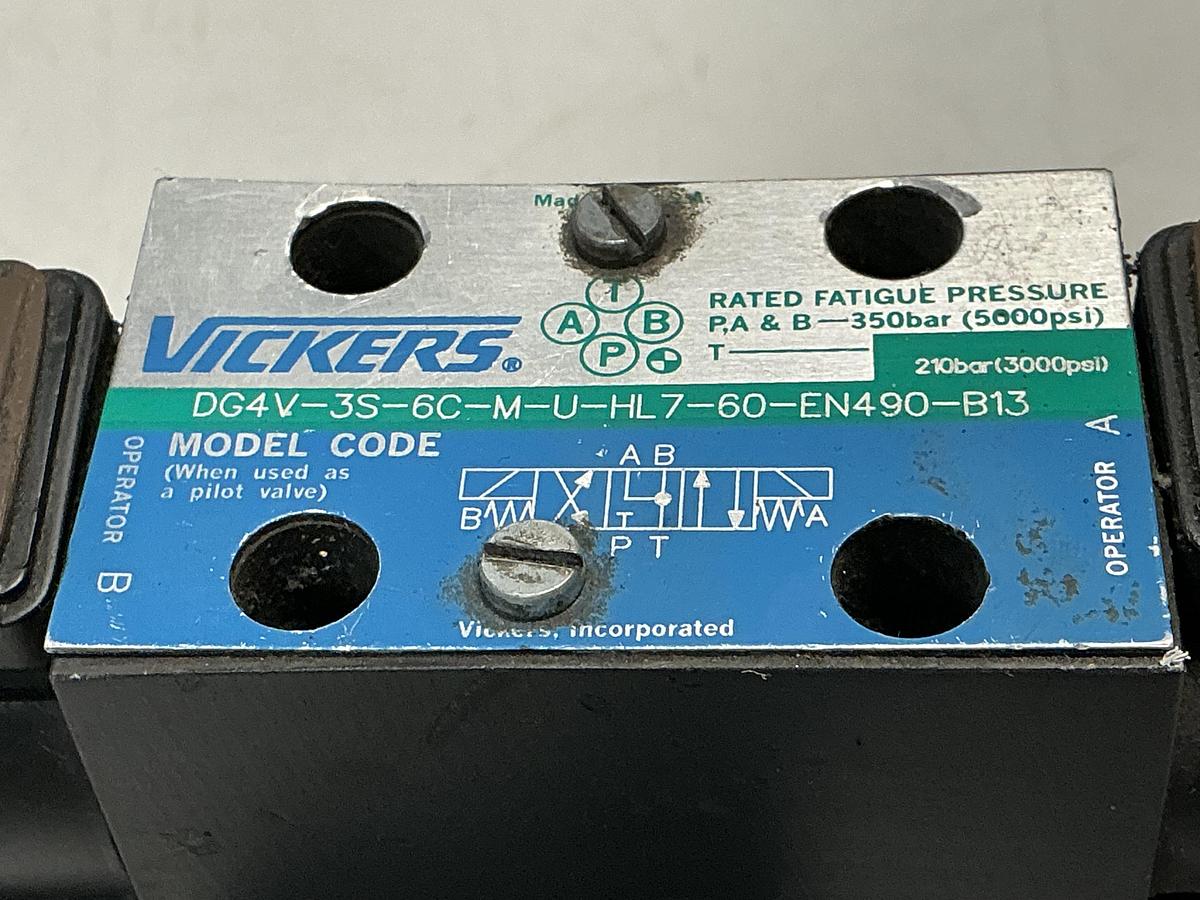 T
A B
P
VICKERS®
RATED FATIGUE PRESSURE
P,A & B—350bar (5000psi)
T— 210bar(3000psi)
DG4V-3S-6C-M-U-HL7-60-EN490-B13
MODEL CODE
(When used as
a pilot valve)
OPERATOR B
A B
B A
T
P T
OPERATOR A
Vickers, Incorporated